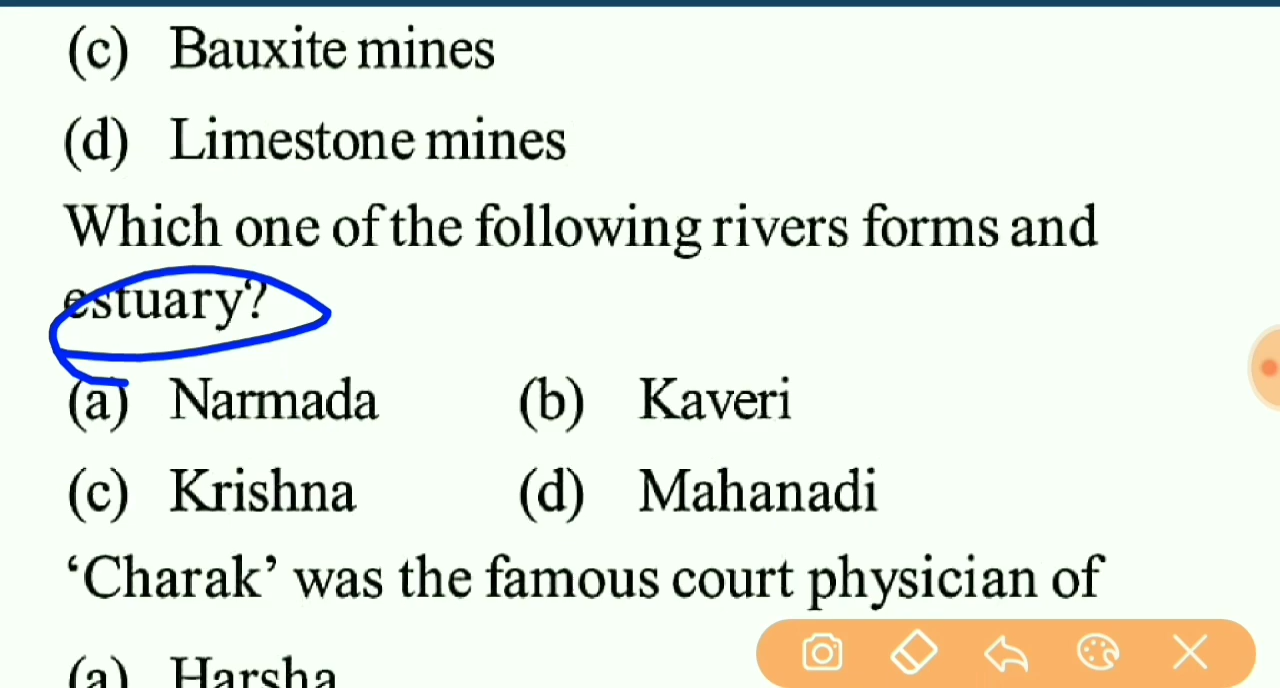 (c) Bauxite mines
(d) Limestone mines
Which one of the following rivers forms and
estuary?
(a) Narmada (b) Kaveri
(c) Krishna (d) Mahanadi
‘Charak’ was the famous court physician of
(a) Harsha